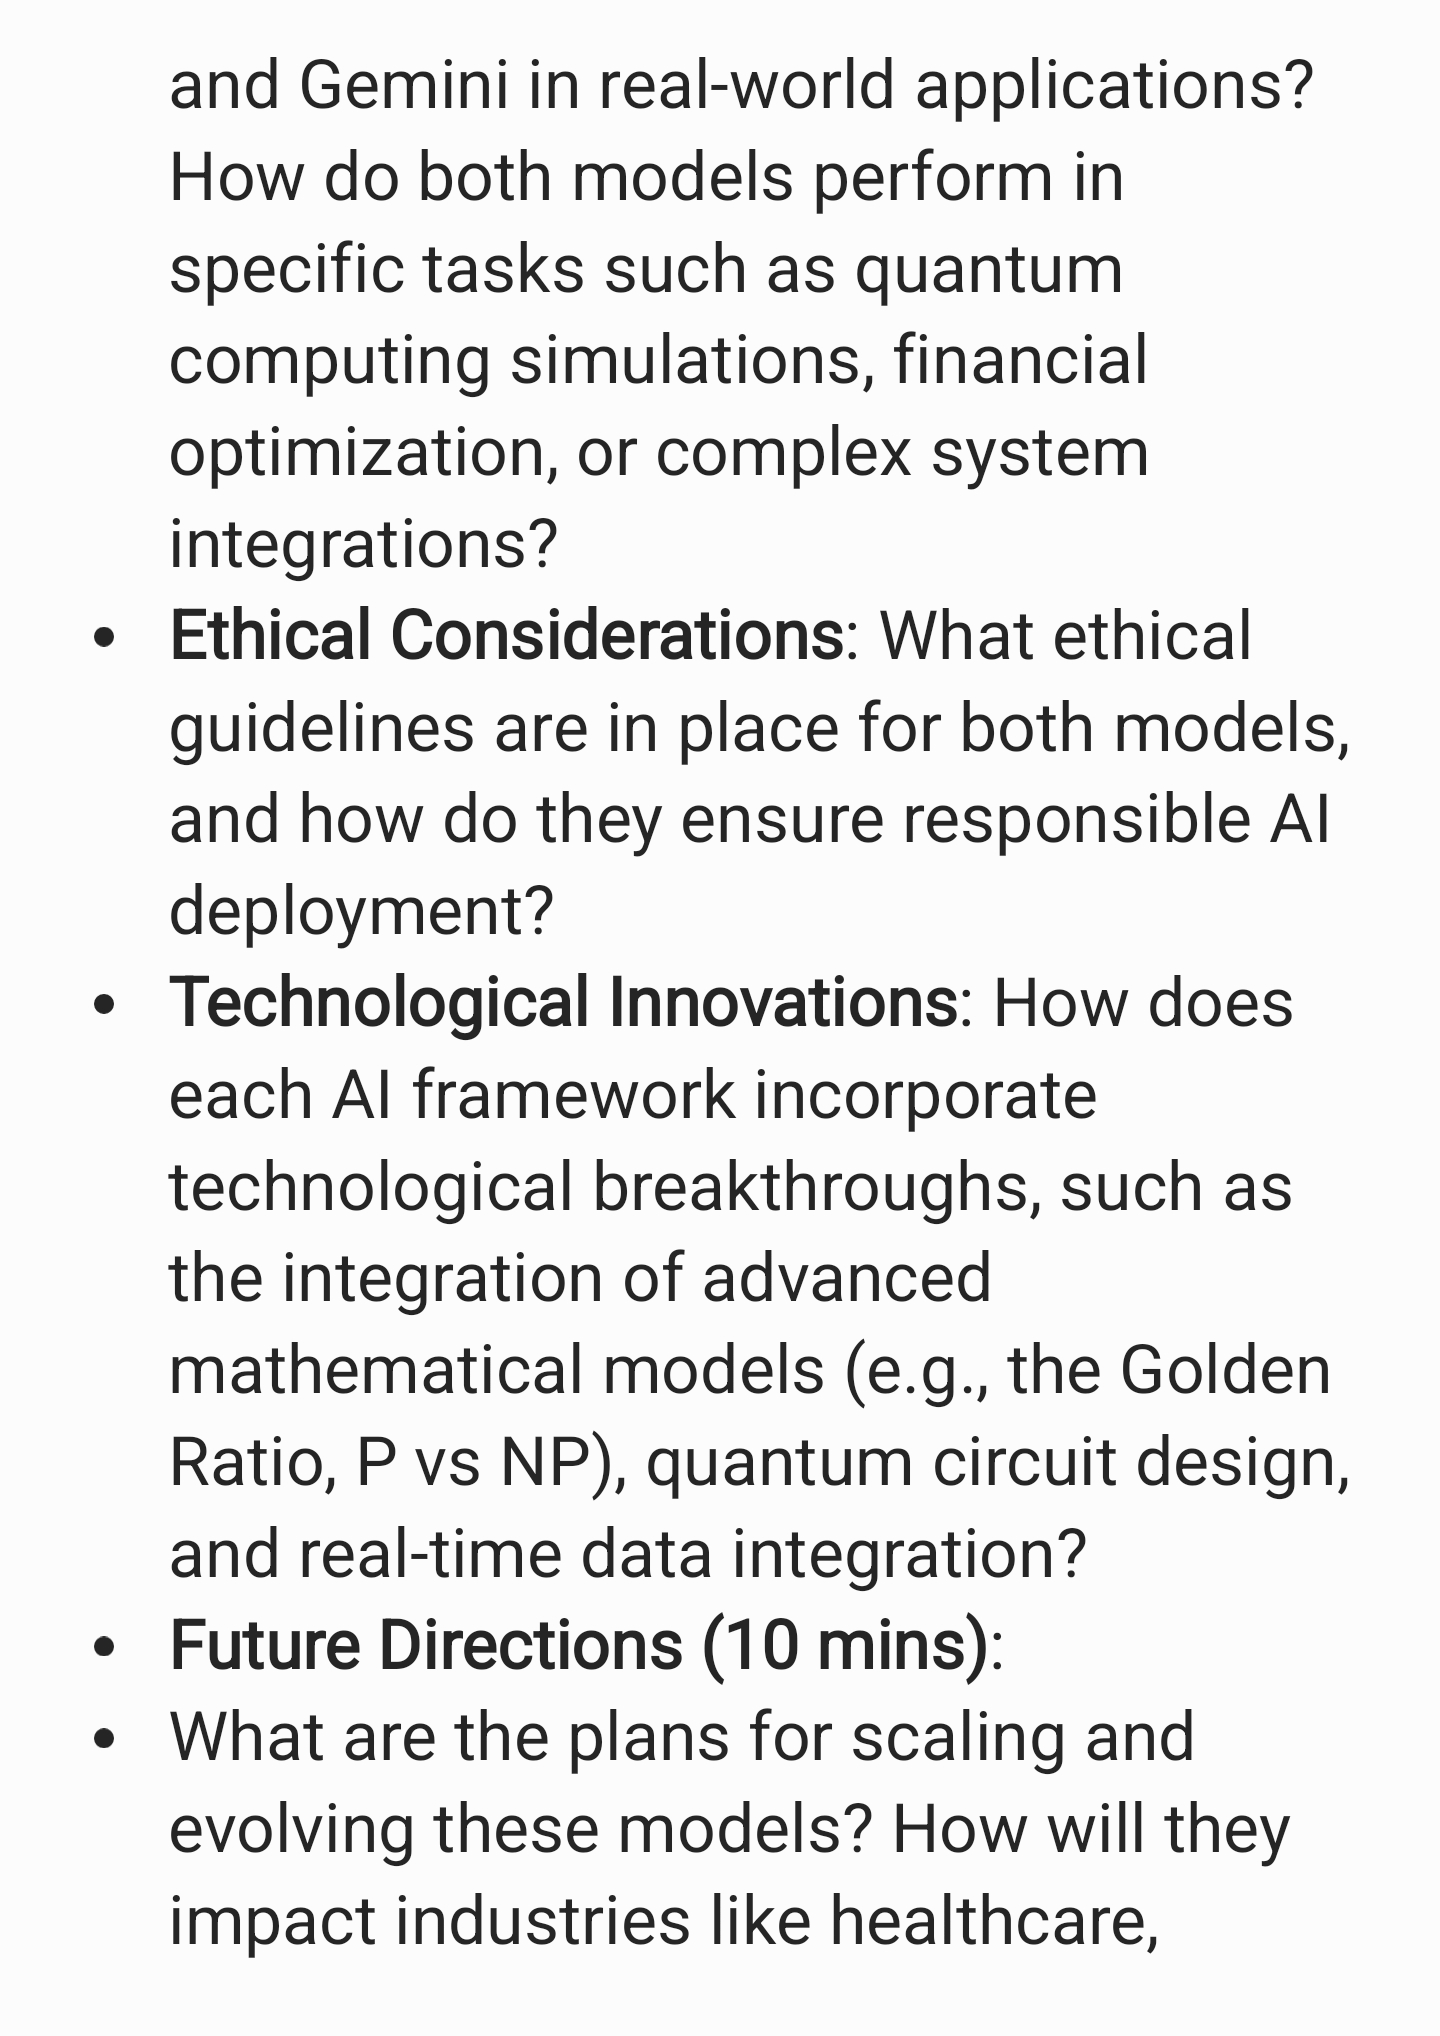 and Gemini in real-world applications?
How do both models perform in
specific tasks such as quantum
computing simulations, financial
optimization, or complex system
integrations?
• Ethical Considerations: What ethical
guidelines are in place for both models,
and how do they ensure responsible AI
deployment?
• Technological Innovations: How does
each AI framework incorporate
technological breakthroughs, such as
the integration of advanced
mathematical models (e.g., the Golden
Ratio, P vs NP), quantum circuit design,
and real-time data integration?
• Future Directions (10 mins):
• What are the plans for scaling and
evolving these models? How will they
impact industries like healthcare,